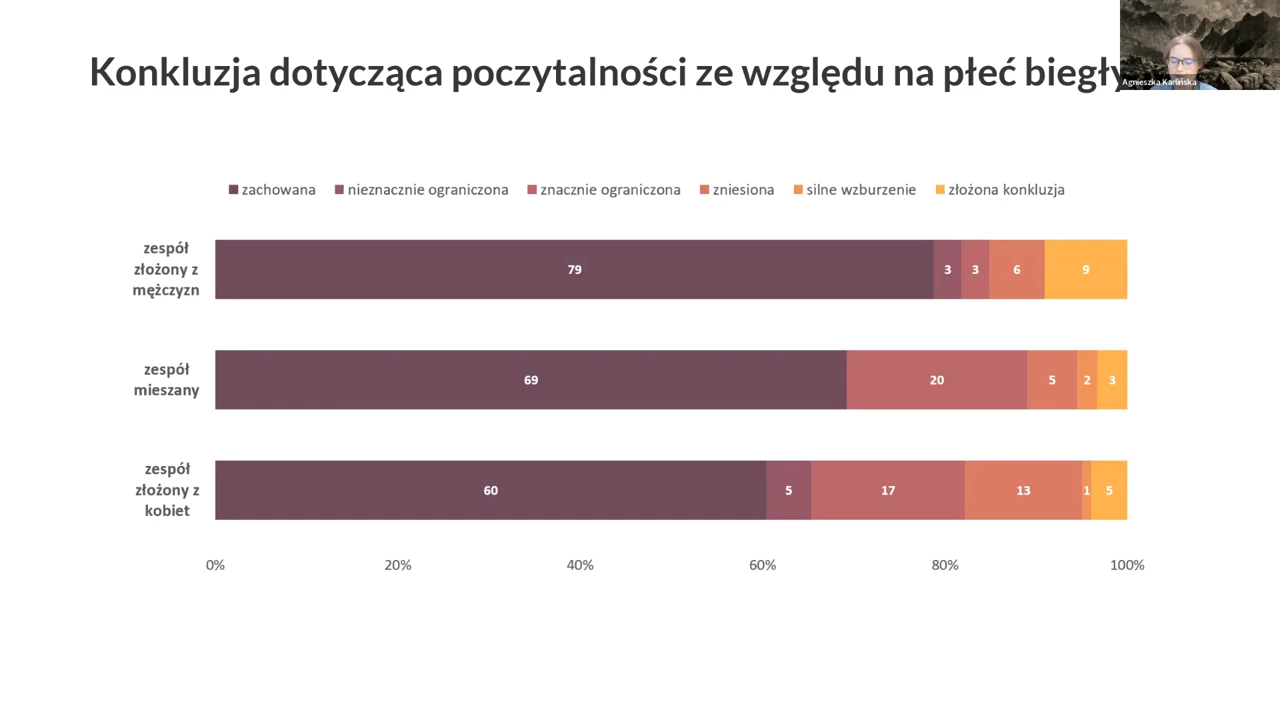 Konkluzja dotycząca poczytalności ze względu na płeć
Agnieszka Karlińska
zachowana nieznacznie ograniczona znacznie ograniczona zniesiona silne wzburzenie złożona konkluzja
zespół
złożony z
mężczyzn
79 3 3 6 9
zespół
mieszany
69 20 5 2 3
zespół
złożony z
kobiet
60 5 17 13 1 5
0% 20% 40% 60% 80% 100%